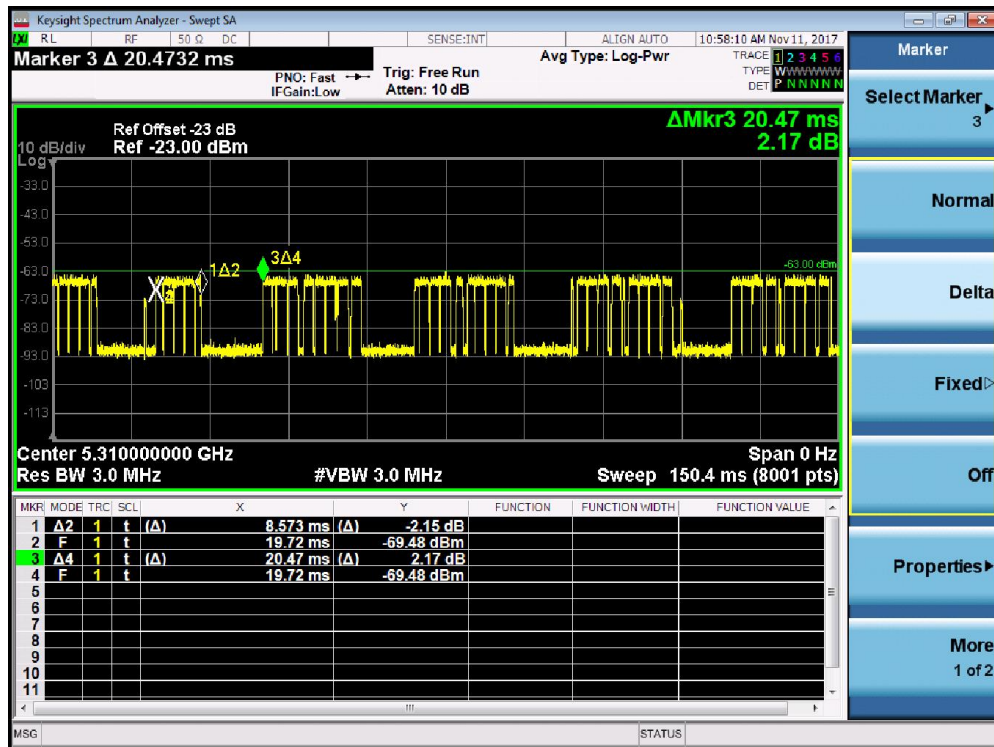 Keysight Spectrum Analyzer - Swept SA
LXI RL RF 50 Ω DC SENSE:INT ALIGN AUTO 10:58:10 AM Nov 11, 2017
Marker 3 Δ 20.4732 ms
PNO: Fast
IFGain:Low
Trig: Free Run
Atten: 10 dB
Avg Type: Log-Pwr
TRACE 1 2 3 4 5 6
TYPE WWWWWW
DET P N N N N N
Ref Offset -23 dB
10 dB/div Ref -23.00 dBm
Log
ΔMkr3 20.47 ms
2.17 dB
-33.0
-43.0
-53.0
-63.0
-73.0
-83.0
-93.0
-103
-113
1Δ2
3Δ4
2
-63.00 dBm
Center 5.310000000 GHz Span 0 Hz
Res BW 3.0 MHz #VBW 3.0 MHz Sweep 150.4 ms (8001 pts)
MKR MODE TRC SCL X Y FUNCTION FUNCTION WIDTH FUNCTION VALUE
1 Δ2 1 t (Δ) 8.573 ms (Δ) -2.15 dB
2 F 1 t 19.72 ms -69.48 dBm
3 Δ4 1 t (Δ) 20.47 ms (Δ) 2.17 dB
4 F 1 t 19.72 ms -69.48 dBm
5
6
7
8
9
10
11
MSG STATUS
Marker
Select Marker
3
Normal
Delta
Fixed
Off
Properties
More
1 of 2